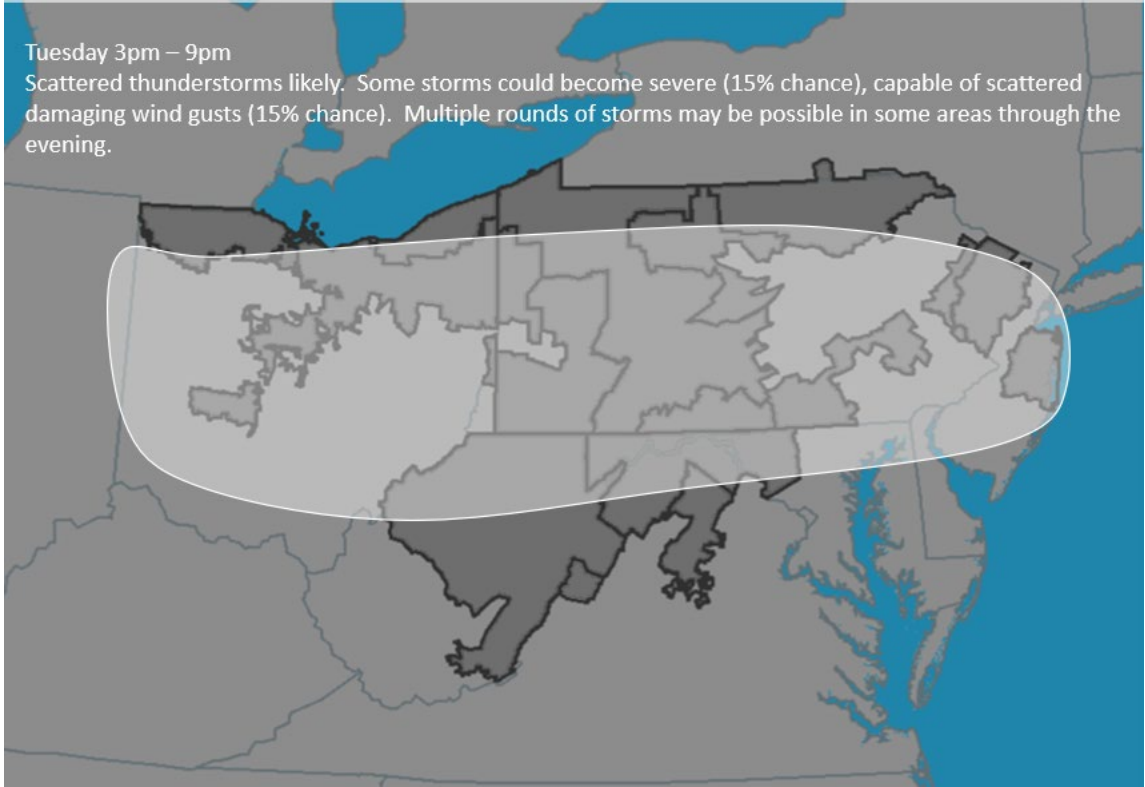 Tuesday 3pm – 9pm
Scattered thunderstorms likely.  Some storms could become severe (15% chance), capable of scattered
damaging wind gusts (15% chance).  Multiple rounds of storms may be possible in some areas through the
evening.